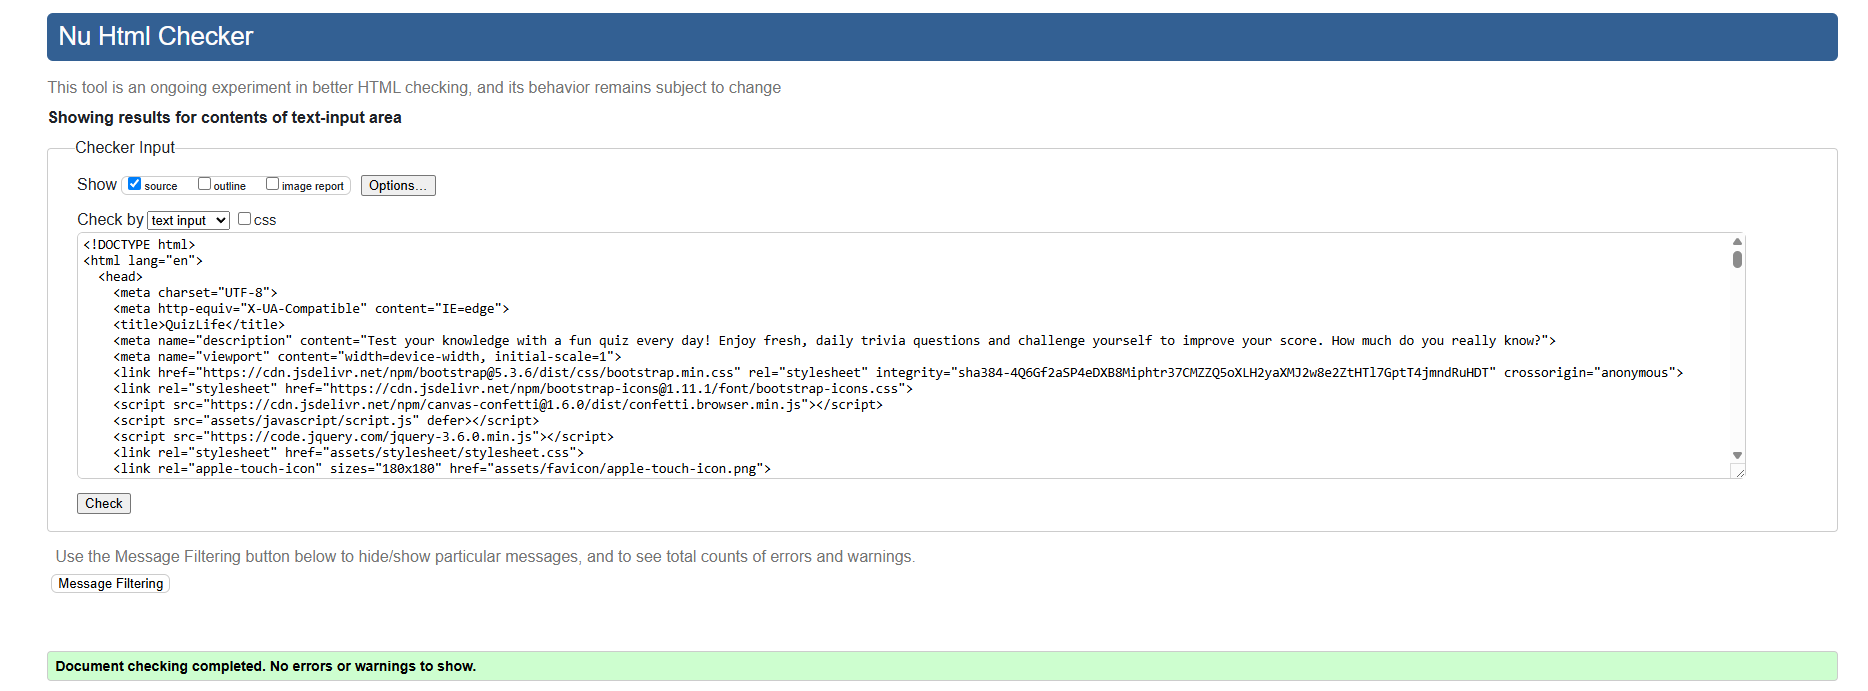 Nu Html Checker
This tool is an ongoing experiment in better HTML checking, and its behavior remains subject to change
Showing results for contents of text-input area
Checker Input
Show source outline image report Options...
Check by text input css
<!DOCTYPE html>
<html lang="en">
<head>
<meta charset="UTF-8">
<meta http-equiv="X-UA-Compatible" content="IE=edge">
<title>QuizLife</title>
<meta name="description" content="Test your knowledge with a fun quiz every day! Enjoy fresh, daily trivia questions and challenge yourself to improve your score. How much do you really know?">
<meta name="viewport" content="width=device-width, initial-scale=1">
<link href="https://cdn.jsdelivr.net/npm/bootstrap@5.3.6/dist/css/bootstrap.min.css" rel="stylesheet" integrity="sha384-4Q6Gf2aSP4eDXB8Miphtr37CMZZQ5oXLH2yaXMJ2w8e2ZtHTl7GptT4jmndRuHDT" crossorigin="anonymous">
<link rel="stylesheet" href="https://cdn.jsdelivr.net/npm/bootstrap-icons@1.11.1/font/bootstrap-icons.css">
<script src="https://cdn.jsdelivr.net/npm/canvas-confetti@1.6.0/dist/confetti.browser.min.js"></script>
<script src="assets/javascript/script.js" defer></script>
<script src="https://code.jquery.com/jquery-3.6.0.min.js"></script>
<link rel="stylesheet" href="assets/stylesheet/stylesheet.css">
<link rel="apple-touch-icon" sizes="180x180" href="assets/favicon/apple-touch-icon.png">
Check
Use the Message Filtering button below to hide/show particular messages, and to see total counts of errors and warnings.
Message Filtering
Document checking completed. No errors or warnings to show.